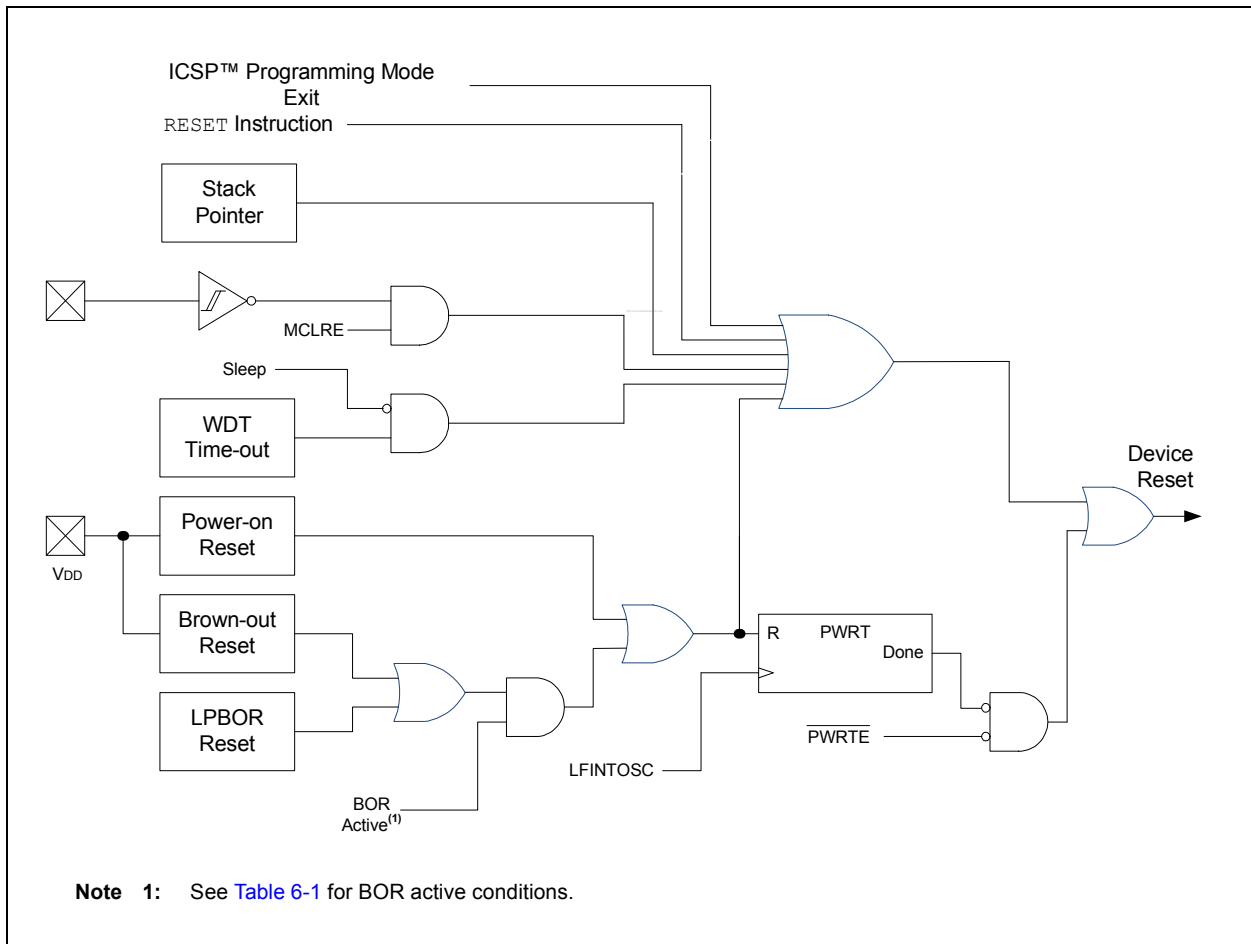 ICSP™ Programming Mode
Exit
RESET Instruction
Stack
Pointer
MCLRE
Sleep
WDT
Time-out
Device
Reset
Power-on
Reset
VDD
Brown-out
Reset
R PWRT
Done
LPBOR
Reset
PWRTE
LFINTOSC
BOR
Active(1)
Note 1: See Table 6-1 for BOR active conditions.